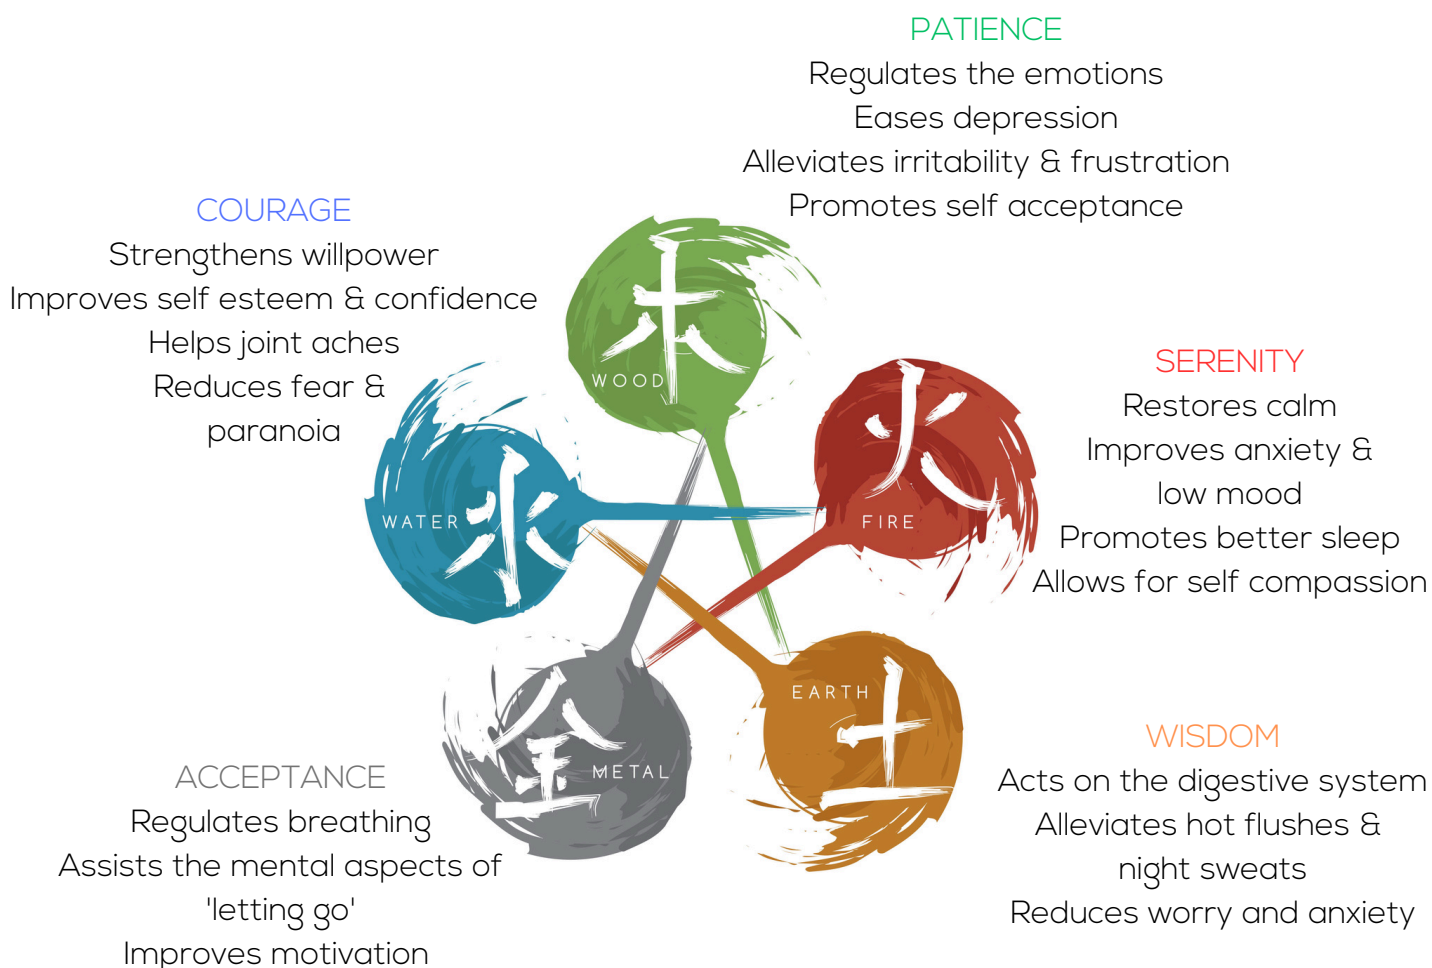 PATIENCE
Regulates the emotions
Eases depression
Alleviates irritability & frustration
Promotes self acceptance
COURAGE
Strengthens willpower
Improves self esteem & confidence
Helps joint aches
Reduces fear &
paranoia
木
WOOD
火
FIRE
SERENITY
Restores calm
Improves anxiety &
low mood
Promotes better sleep
Allows for self compassion
水
WATER
土
EARTH
WISDOM
Acts on the digestive system
Alleviates hot flushes &
night sweats
Reduces worry and anxiety
金
METAL
ACCEPTANCE
Regulates breathing
Assists the mental aspects of
'letting go'
Improves motivation